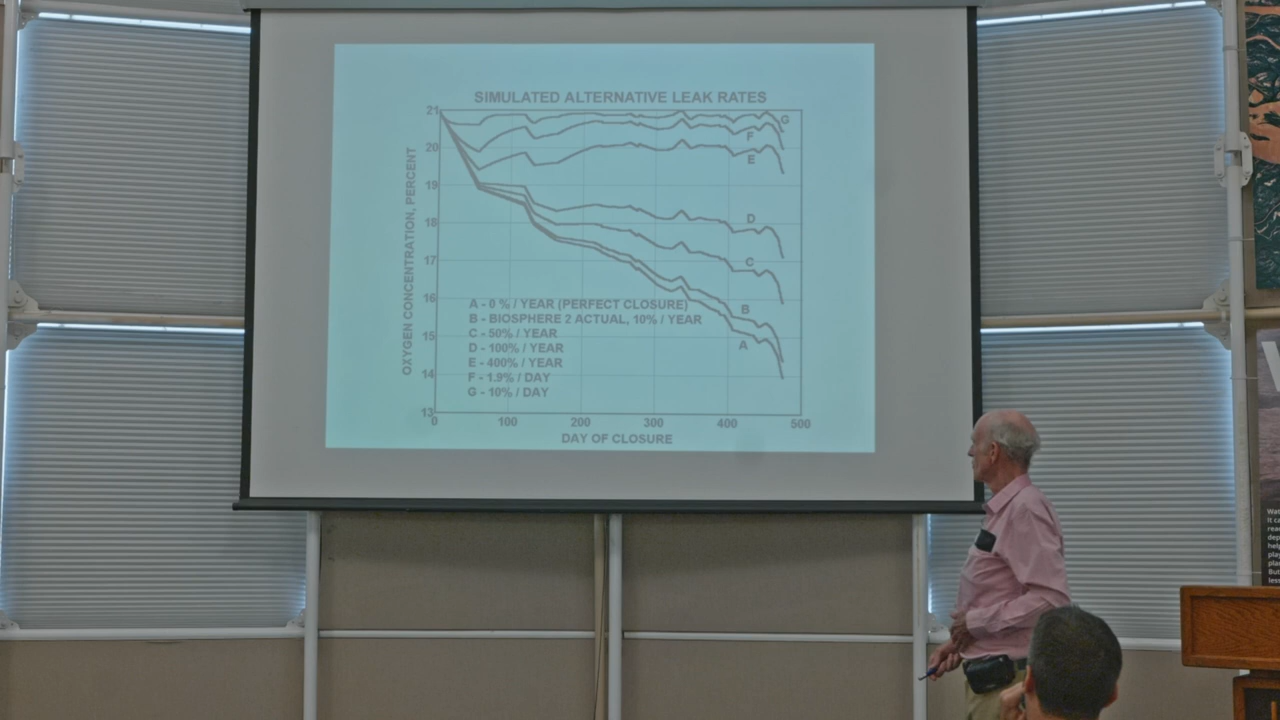 SIMULATED ALTERNATIVE LEAK RATES
21
20
19
18
17
16
15
14
13
OXYGEN CONCENTRATION, PERCENT
G
F
E
D
C
B
A
A - 0 % / YEAR (PERFECT CLOSURE)
B - BIOSPHERE 2 ACTUAL, 10% / YEAR
C - 50% / YEAR
D - 100% / YEAR
E - 400% / YEAR
F - 1.9% / DAY
G - 10% / DAY
0 100 200 300 400 500
DAY OF CLOSURE